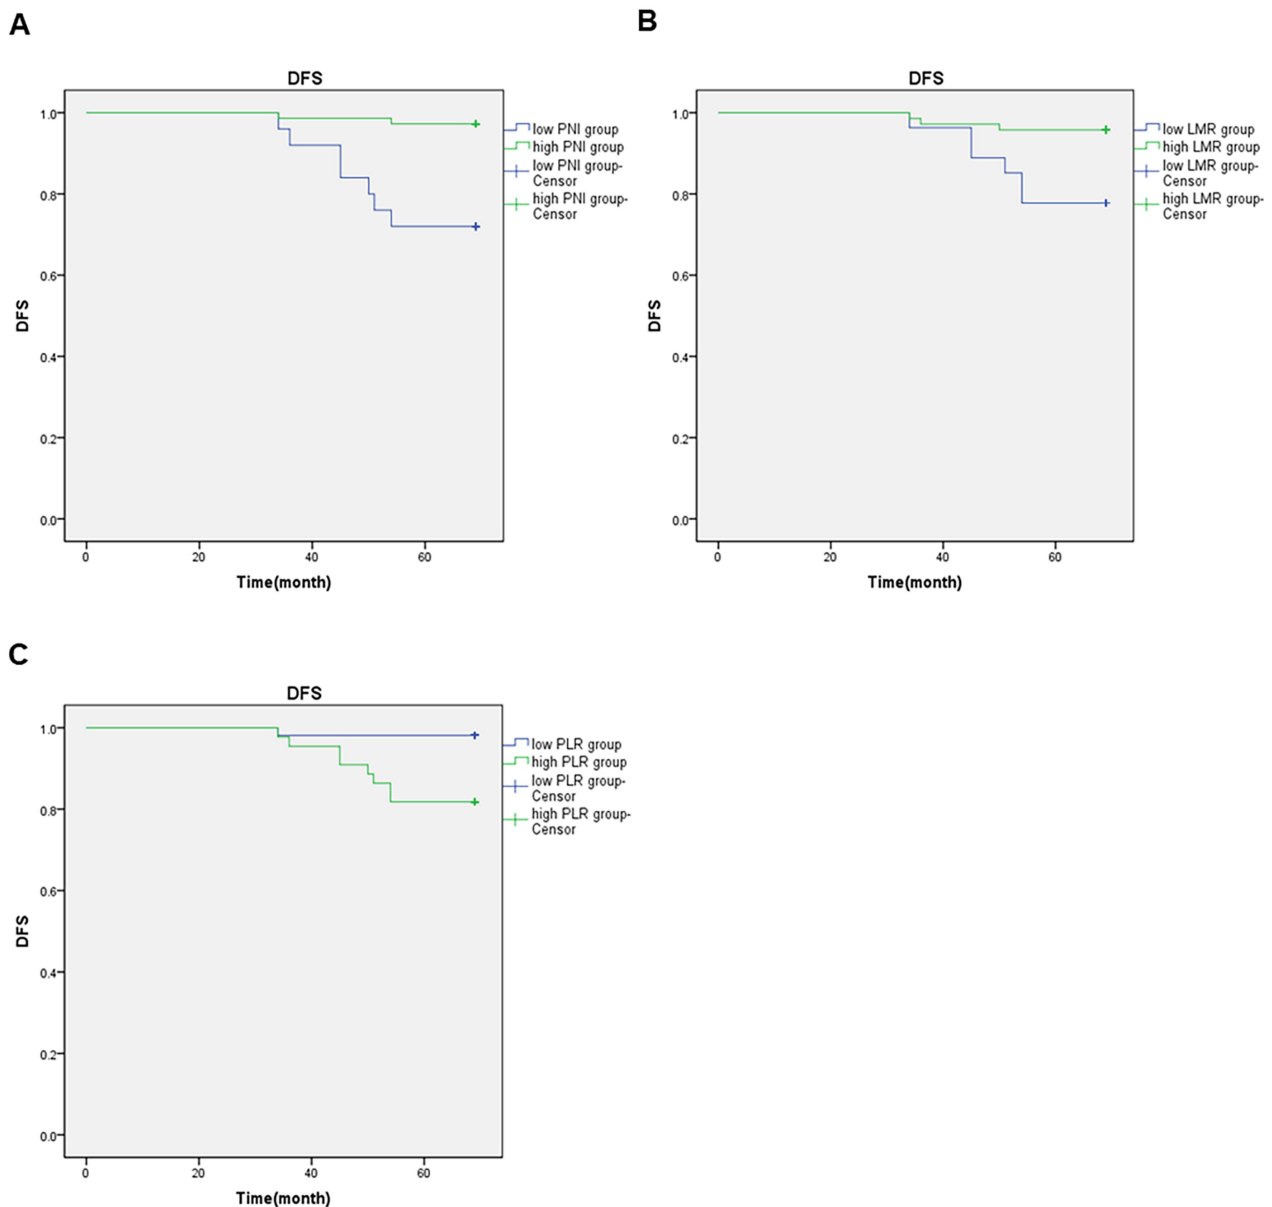 A
DFS
1.0
0.8
0.6
0.4
0.2
0.0
DFS
0
20
40
60
Time(month)
low PNI group
high PNI group
low PNI group-
Censor
high PNI group-
Censor
B
DFS
1.0
0.8
0.6
0.4
0.2
0.0
DFS
0
20
40
60
Time(month)
low LMR group
high LMR group
low LMR group-
Censor
high LMR group-
Censor
C
DFS
1.0
0.8
0.6
0.4
0.2
0.0
DFS
0
20
40
60
Time(month)
low PLR group
high PLR group
low PLR group-
Censor
high PLR group-
Censor